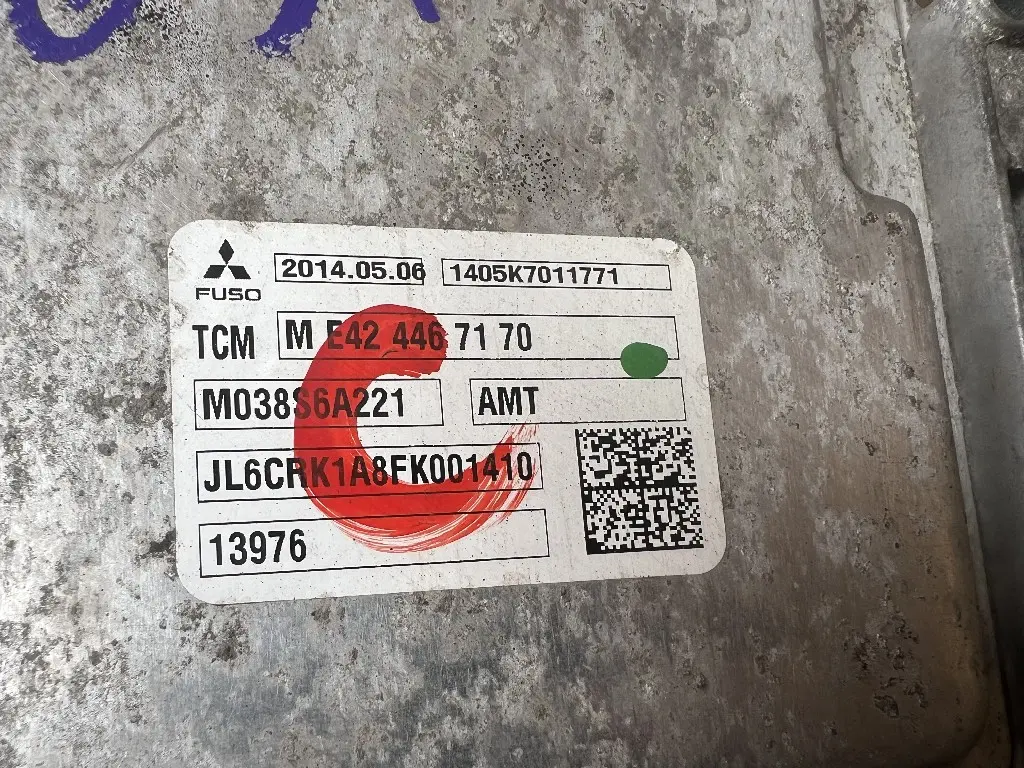 2014.05.06 1405K7011771
FUSO
TCM M E42 446 71 70
M038S6A221 AMT
JL6CRK1A8FK001410
13976